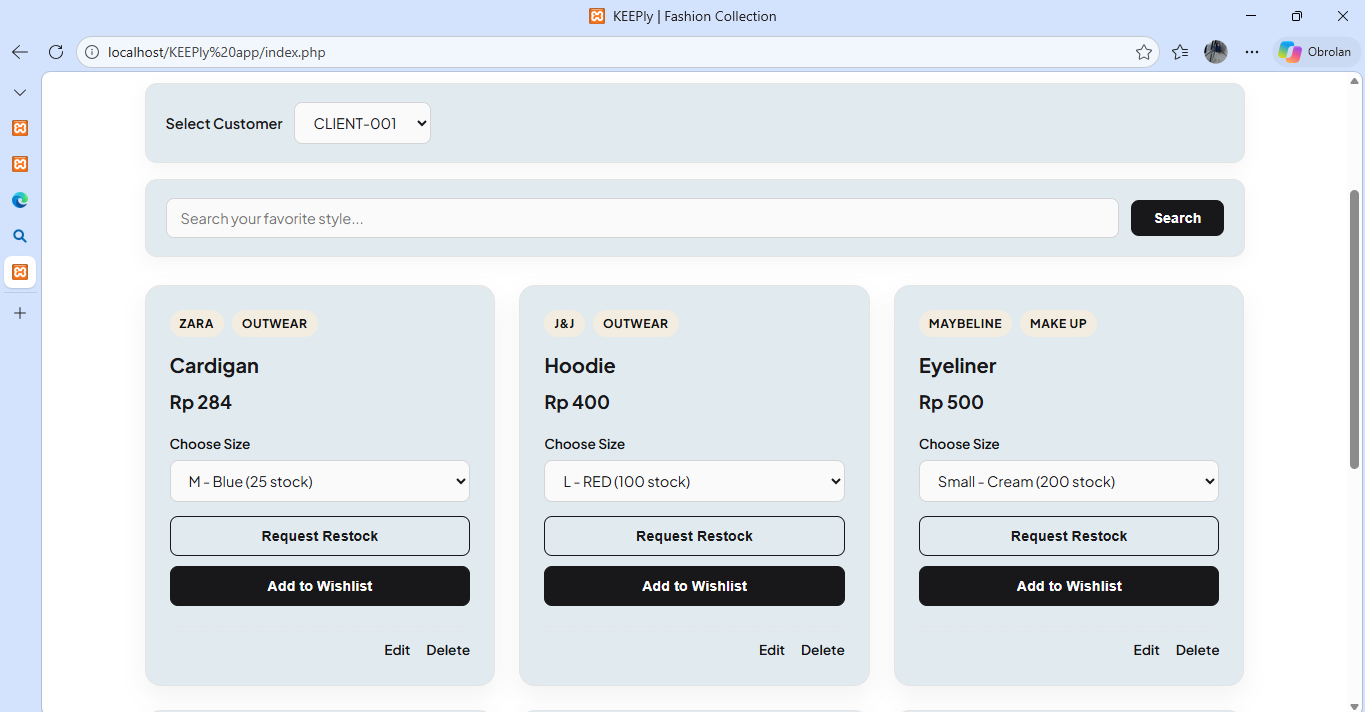 KEEPly | Fashion Collection
localhost/KEEPly%20app/index.php
Obrolan
Select Customer
CLIENT-001
Search your favorite style...
Search
ZARA OUTWEAR
Cardigan
Rp 284
Choose Size
M - Blue (25 stock)
Request Restock
Add to Wishlist
Edit Delete
J&J OUTWEAR
Hoodie
Rp 400
Choose Size
L - RED (100 stock)
Request Restock
Add to Wishlist
Edit Delete
MAYBELINE MAKE UP
Eyeliner
Rp 500
Choose Size
Small - Cream (200 stock)
Request Restock
Add to Wishlist
Edit Delete